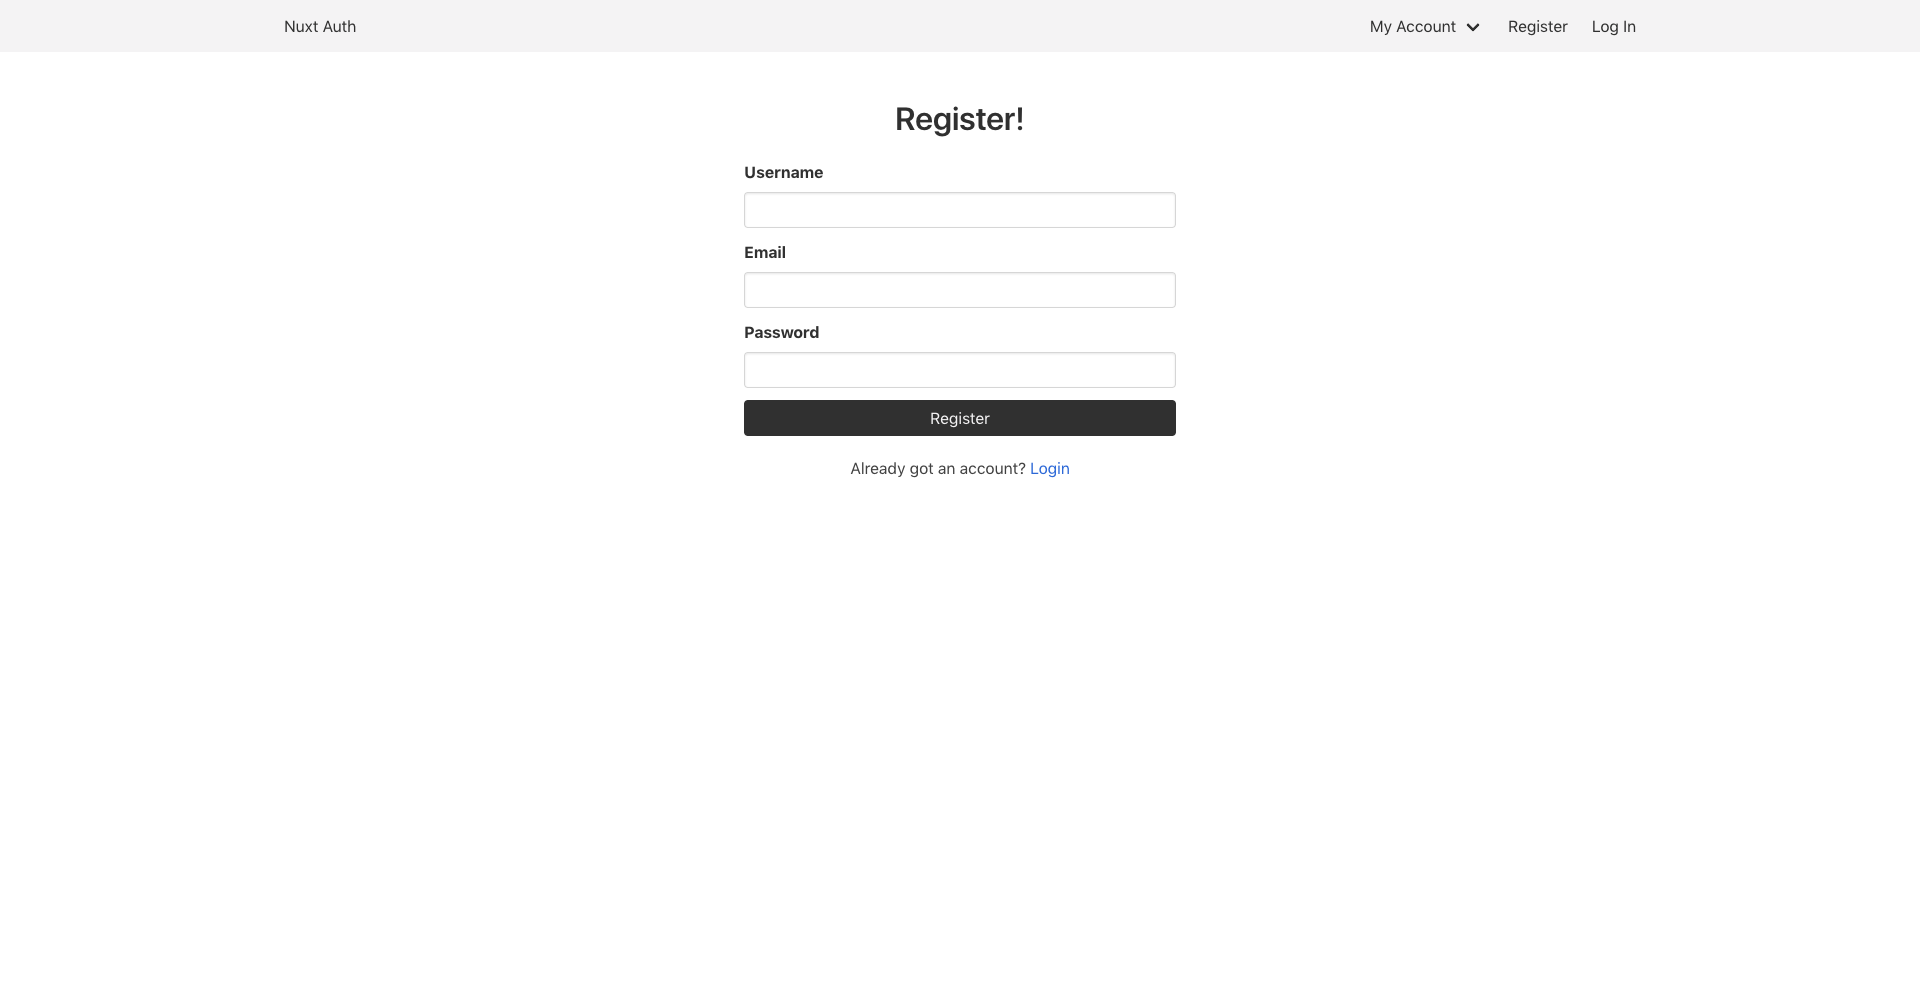 Nuxt Auth My Account Register Log In
Register!
Username
Email
Password
Register
Already got an account? Login